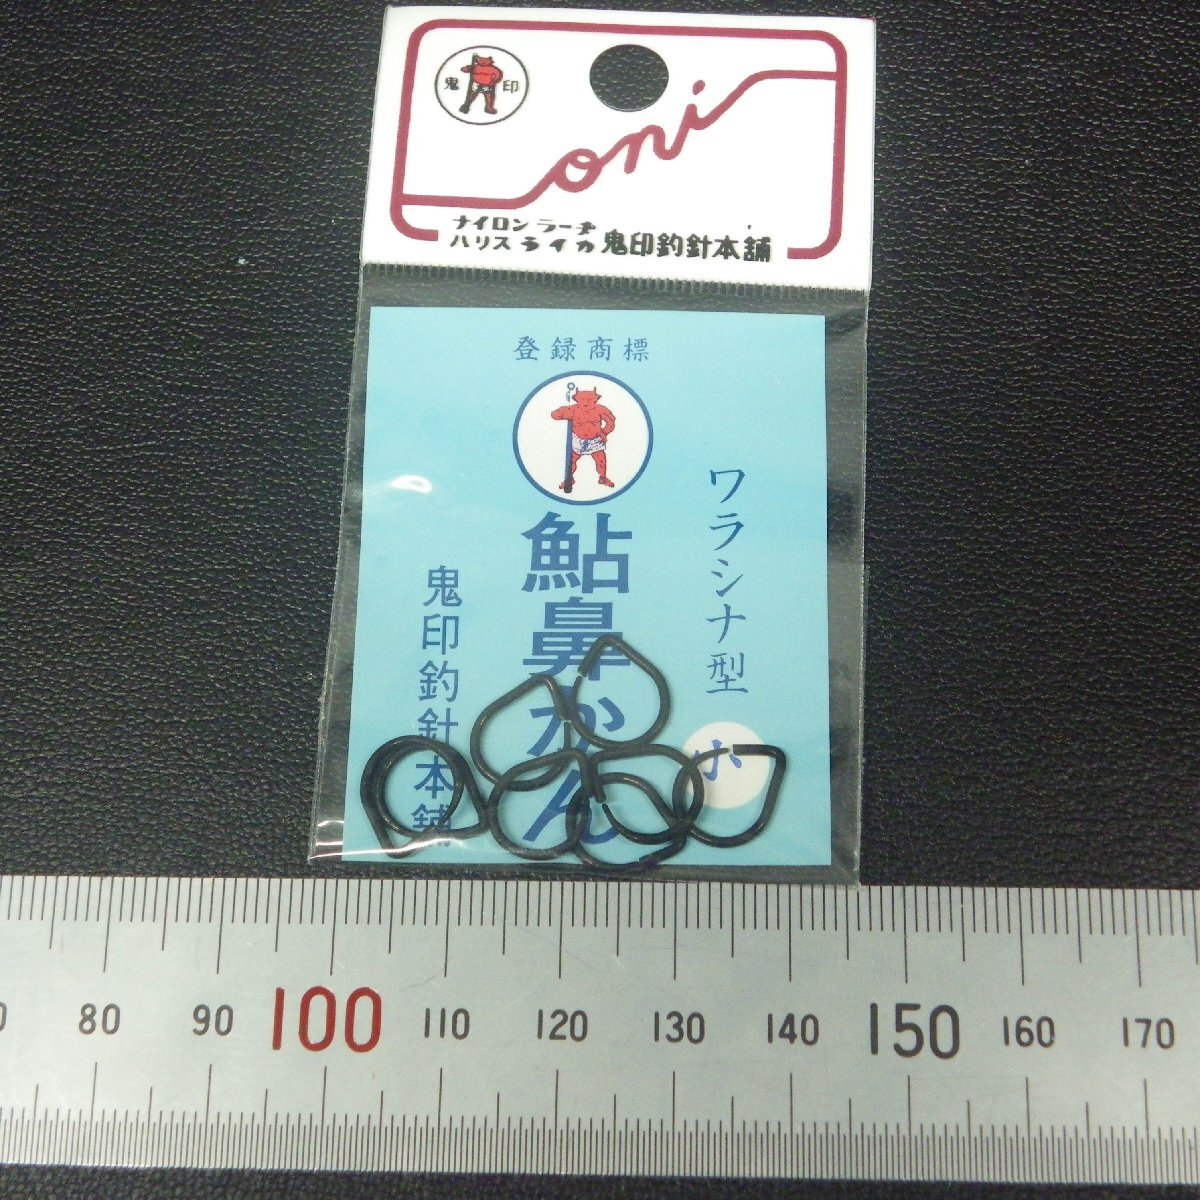 鬼印
oni
ナイロン ラーヂ
ハリス ライカ 鬼印釣針本舗
登録商標
ワラシナ型
小
鮎鼻かん
鬼印釣針本舗
80 90 100 110 120 130 140 150 160 170